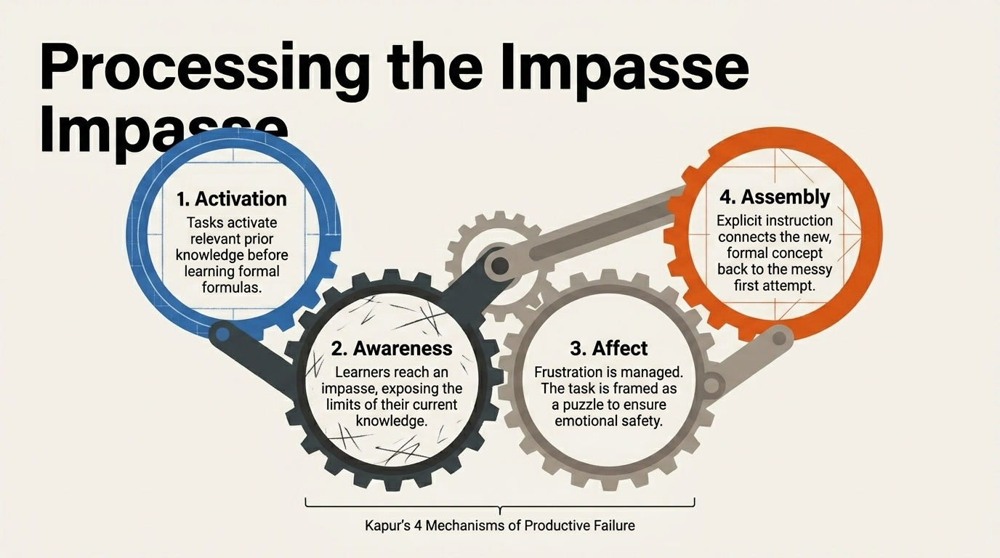 Processing the Impasse
Impasse
1. Activation
Tasks activate
relevant prior
knowledge before
learning formal
formulas.
2. Awareness
Learners reach an
impasse, exposing the
limits of their current
knowledge.
3. Affect
Frustration is managed.
The task is framed as
a puzzle to ensure
emotional safety.
4. Assembly
Explicit instruction
connects the new,
formal concept
back to the messy
first attempt.
Kapur's 4 Mechanisms of Productive Failure